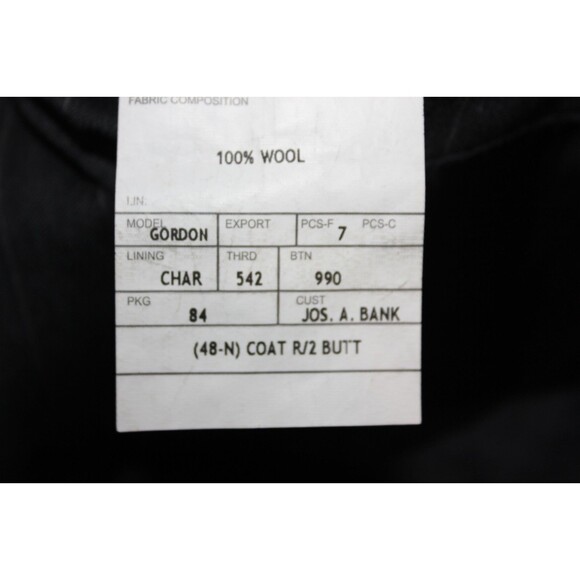 FABRIC COMPOSITION
100% WOOL
LIN.
MODEL EXPORT PCS-F PCS-C
GORDON 7
LINING THRD BTN
CHAR 542 990
PKG CUST
84 JOS. A. BANK
(48-N) COAT R/2 BUTT